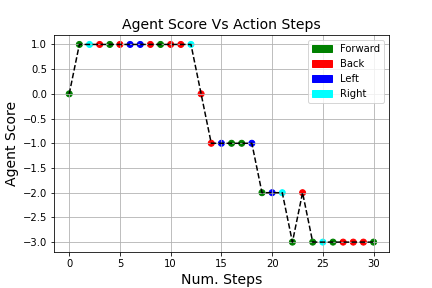 Agent Score Vs Action Steps
Agent Score
1.0
0.5
0.0
−0.5
−1.0
−1.5
−2.0
−2.5
−3.0
Forward
Back
Left
Right
0 5 10 15 20 25 30
Num. Steps